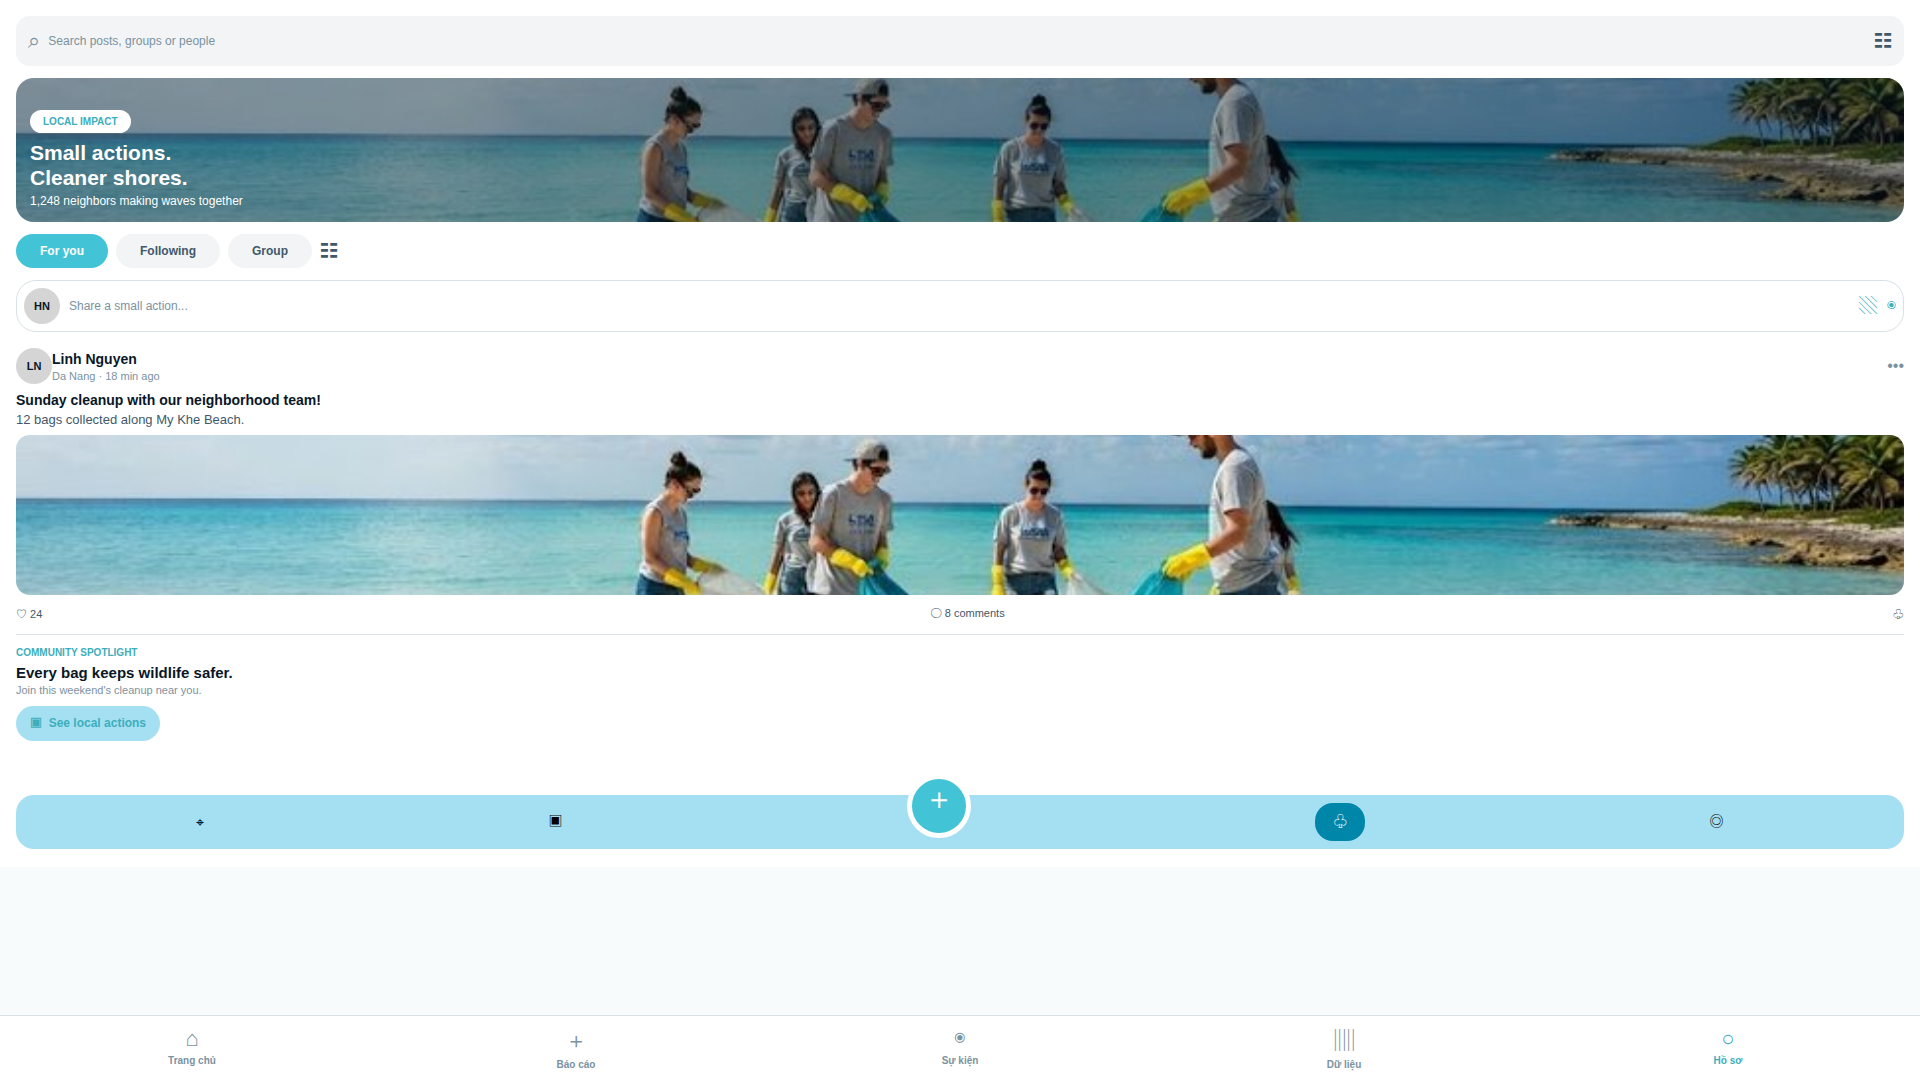 Search posts, groups or people
LOCAL IMPACT
Small actions.
Cleaner shores.
1,248 neighbors making waves together
For you
Following
Group
HN
Share a small action...
LN
Linh Nguyen
Da Nang · 18 min ago
Sunday cleanup with our neighborhood team!
12 bags collected along My Khe Beach.
24
8 comments
COMMUNITY SPOTLIGHT
Every bag keeps wildlife safer.
Join this weekend's cleanup near you.
See local actions
Trang chủ
Báo cáo
Sự kiện
Dữ liệu
Hồ sơ